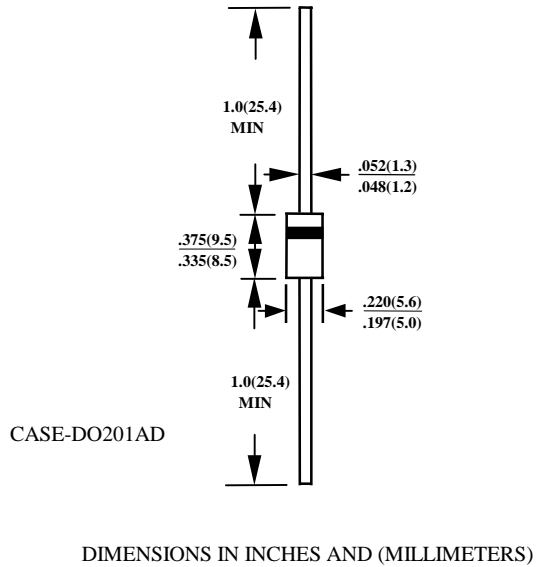 1.0(25.4)
MIN
.052(1.3)
.048(1.2)
.375(9.5)
.335(8.5)
.220(5.6)
.197(5.0)
1.0(25.4)
MIN
CASE-DO201AD
DIMENSIONS IN INCHES AND (MILLIMETERS)